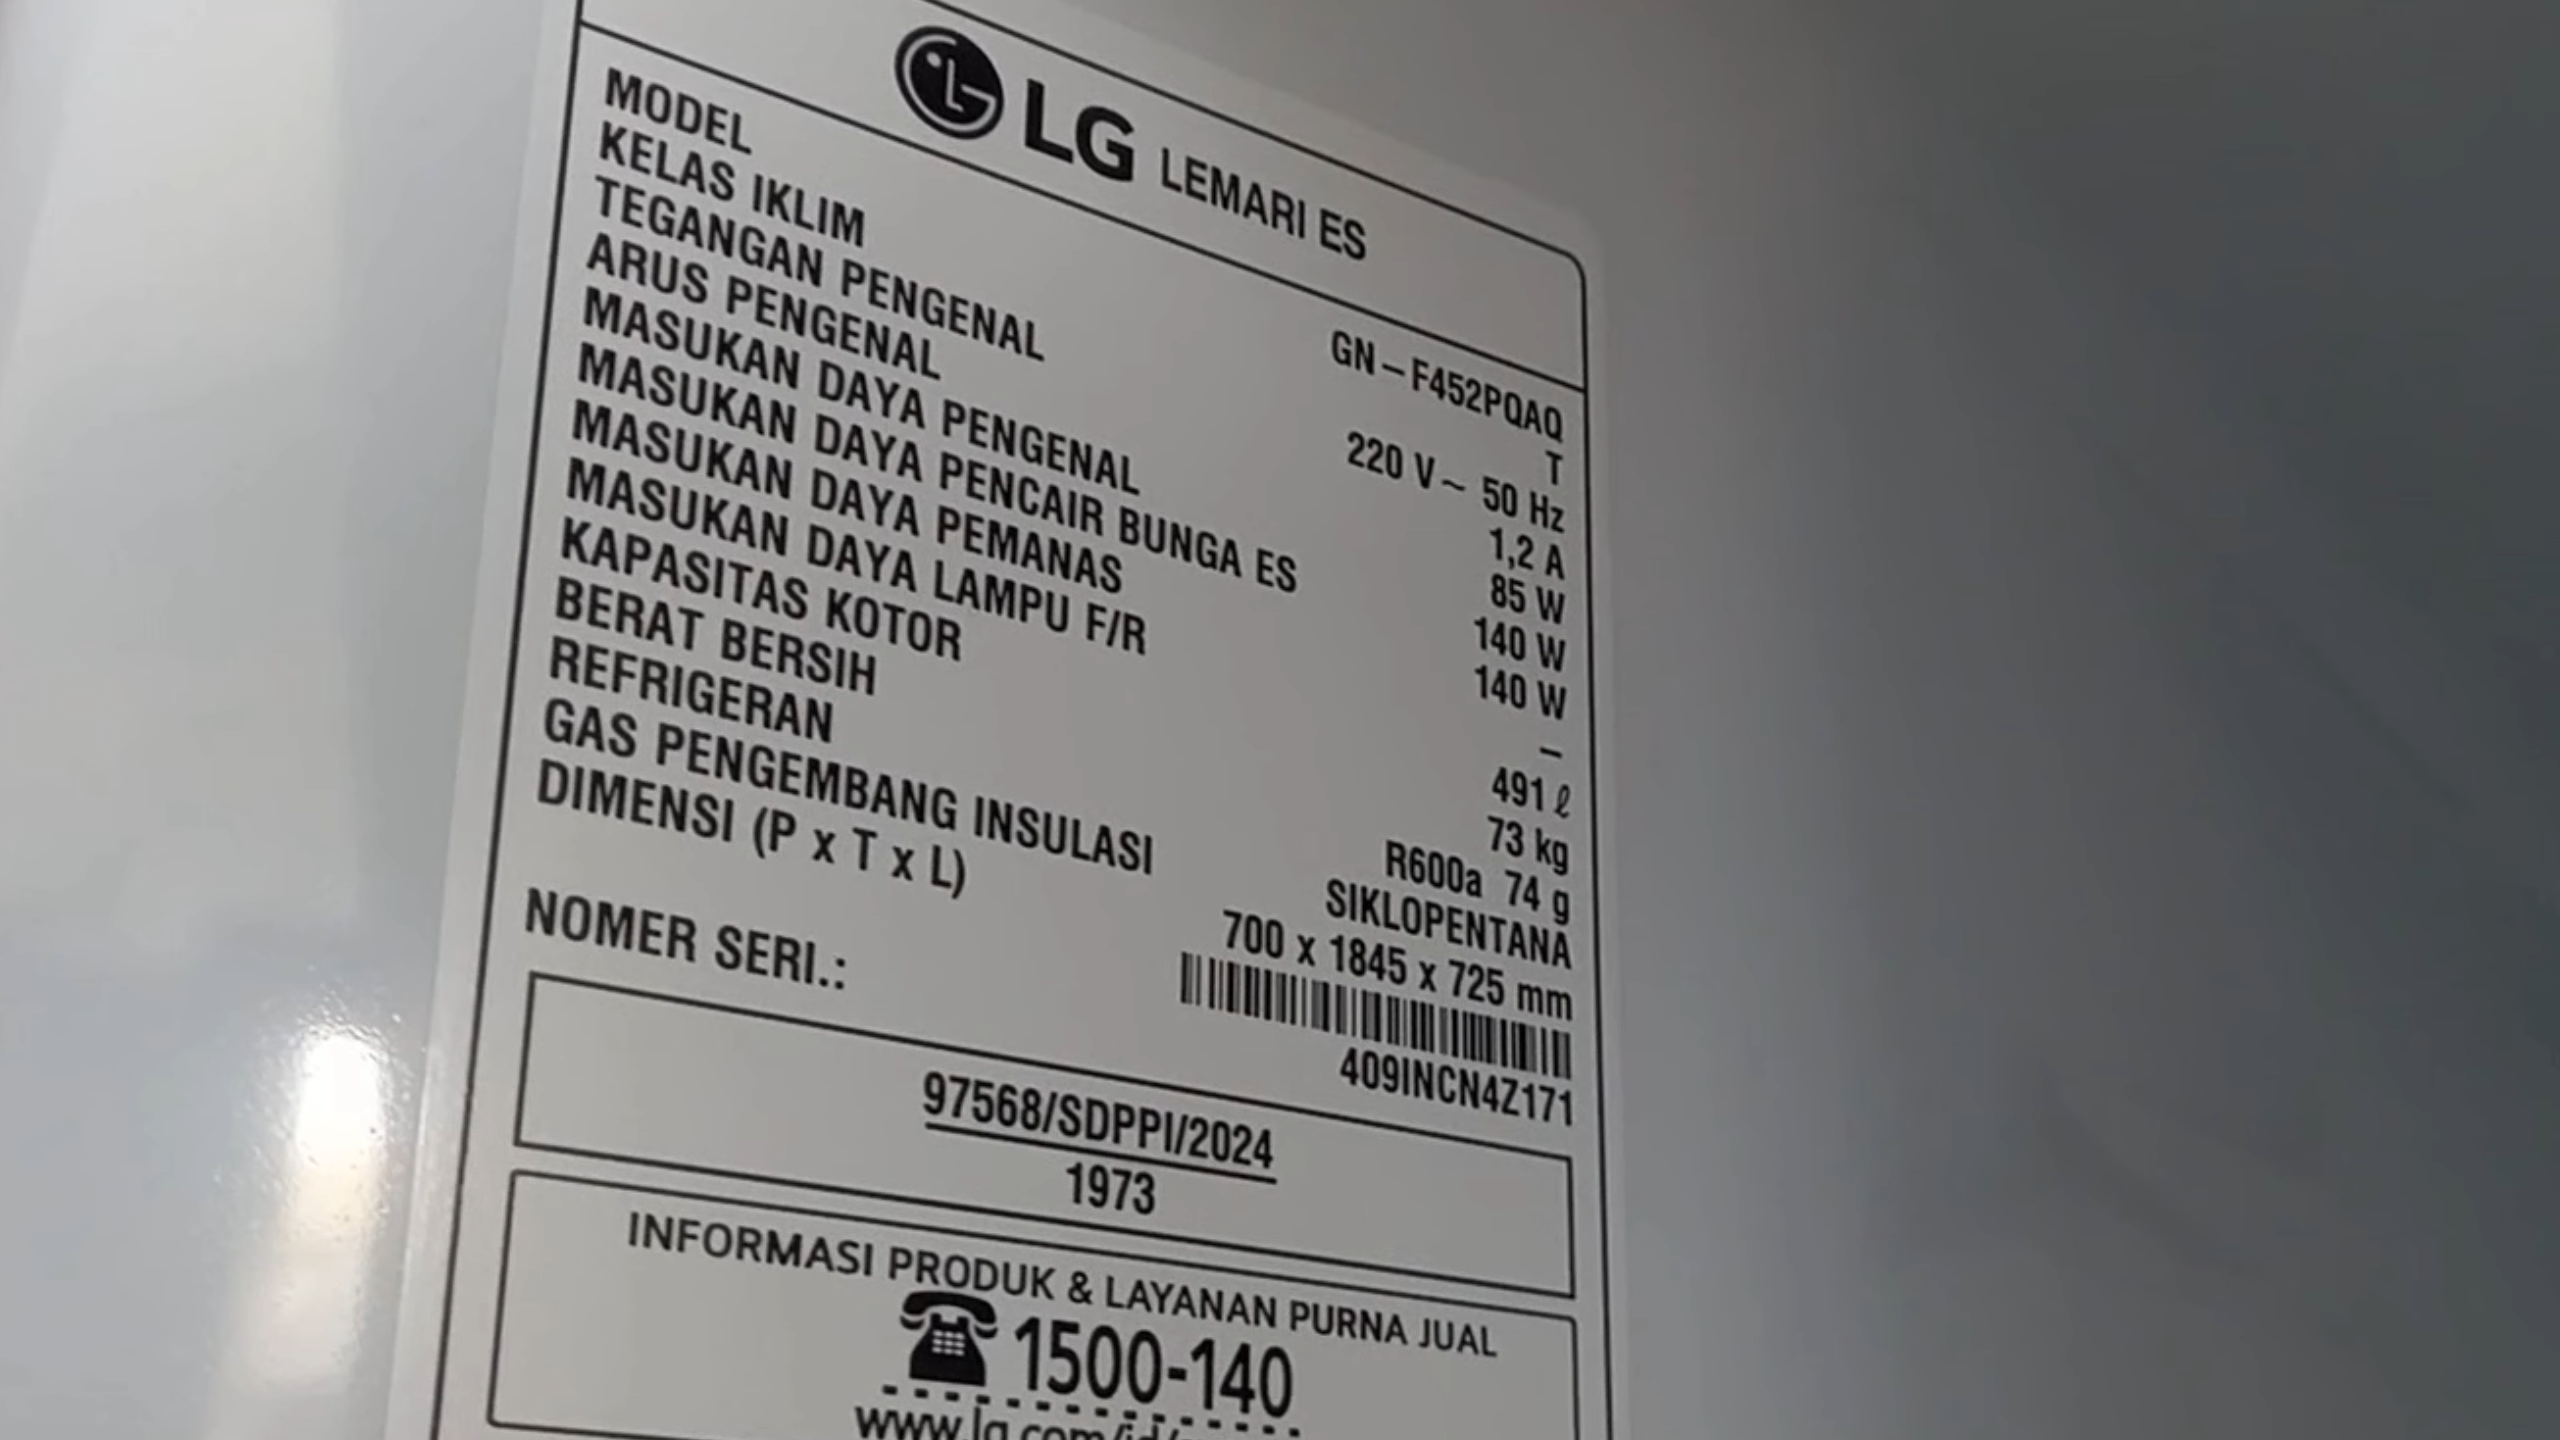 LG LEMARI ES
MODEL GN-F452PQAQ
KELAS IKLIM T
TEGANGAN PENGENAL 220 V~ 50 Hz
ARUS PENGENAL 1,2 A
MASUKAN DAYA PENGENAL 85 W
MASUKAN DAYA PENCAIR BUNGA ES 140 W
MASUKAN DAYA PEMANAS 140 W
MASUKAN DAYA LAMPU F/R –
KAPASITAS KOTOR 491 ℓ
BERAT BERSIH 73 kg
REFRIGERAN R600a 74 g
GAS PENGEMBANG INSULASI SIKLOPENTANA
DIMENSI (P x T x L) 700 x 1845 x 725 mm
NOMER SERI.: 409INCN4Z171
97568/SDPPI/2024
1973
INFORMASI PRODUK & LAYANAN PURNA JUAL
1500-140
www.lg.com/id/